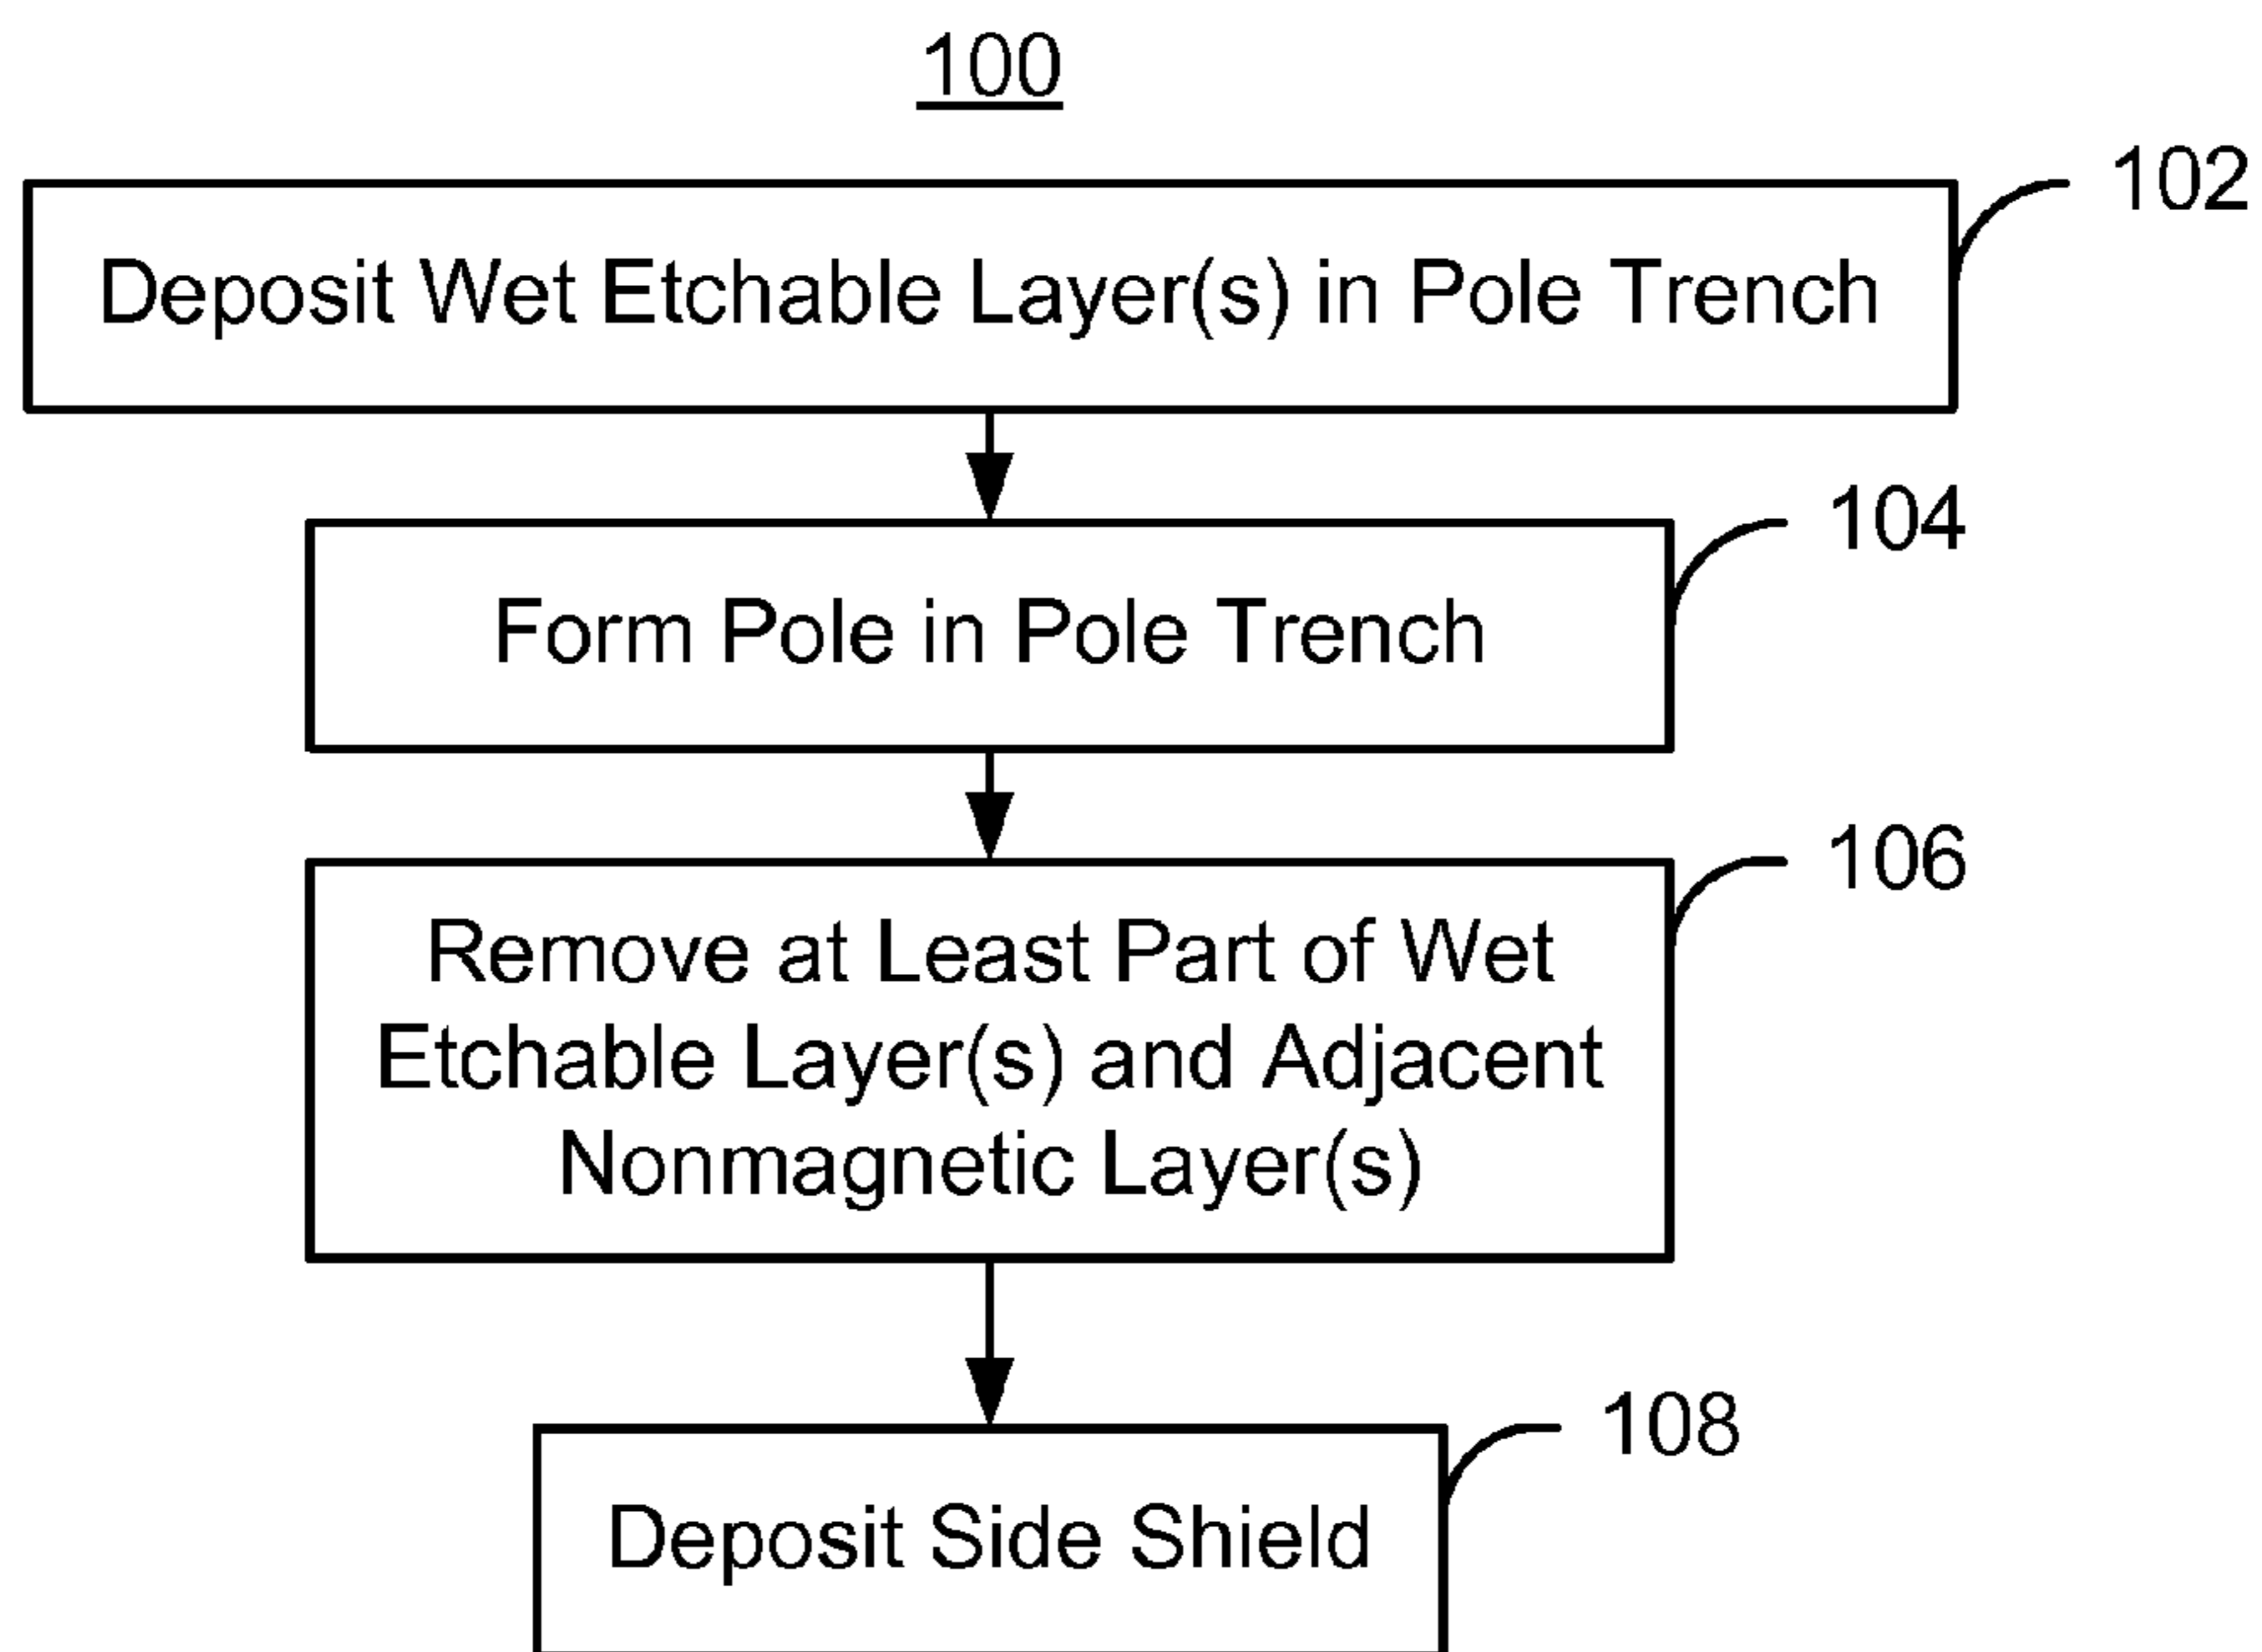 100
102
Deposit Wet Etchable Layer(s) in Pole Trench
104
Form Pole in Pole Trench
106
Remove at Least Part of Wet
Etchable Layer(s) and Adjacent
Nonmagnetic Layer(s)
108
Deposit Side Shield